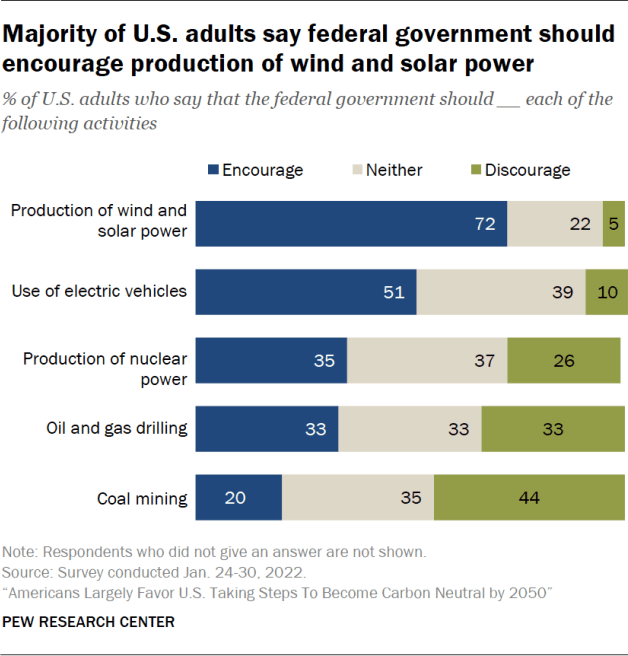 Majority of U.S. adults say federal government should
encourage production of wind and solar power
% of U.S. adults who say that the federal government should __ each of the
following activities
Encourage Neither Discourage
Production of wind and
solar power
72 22 5
Use of electric vehicles 51 39 10
Production of nuclear
power
35 37 26
Oil and gas drilling 33 33 33
Coal mining 20 35 44
Note: Respondents who did not give an answer are not shown.
Source: Survey conducted Jan. 24-30, 2022.
“Americans Largely Favor U.S. Taking Steps To Become Carbon Neutral by 2050”
PEW RESEARCH CENTER